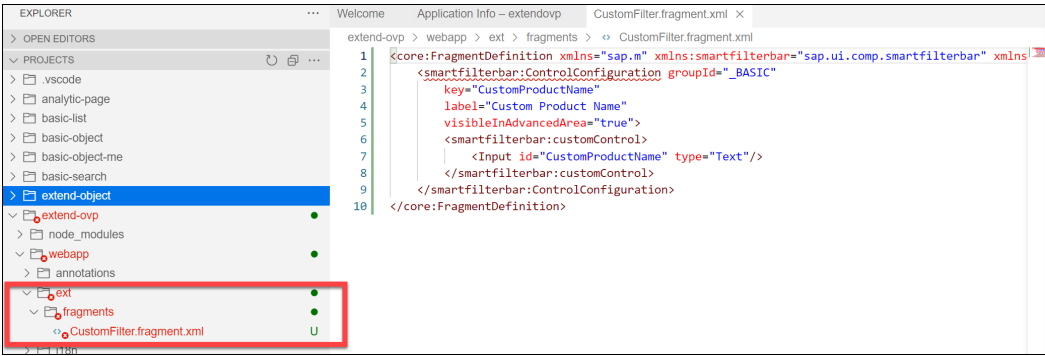 EXPLORER
Welcome
Application Info – extendovp
CustomFilter.fragment.xml
OPEN EDITORS
extend-ovp > webapp > ext > fragments > CustomFilter.fragment.xml
PROJECTS
.vscode
analytic-page
basic-list
basic-object
basic-object-me
basic-search
extend-object
extend-ovp
node_modules
webapp
annotations
ext
fragments
CustomFilter.fragment.xml U
i18n
1 <core:FragmentDefinition xmlns="sap.m" xmlns:smartfilterbar="sap.ui.comp.smartfilterbar" xmlns
2 <smartfilterbar:ControlConfiguration groupId="_BASIC"
3 key="CustomProductName"
4 label="Custom Product Name"
5 visibleInAdvancedArea="true">
6 <smartfilterbar:customControl>
7 <Input id="CustomProductName" type="Text"/>
8 </smartfilterbar:customControl>
9 </smartfilterbar:ControlConfiguration>
10 </core:FragmentDefinition>